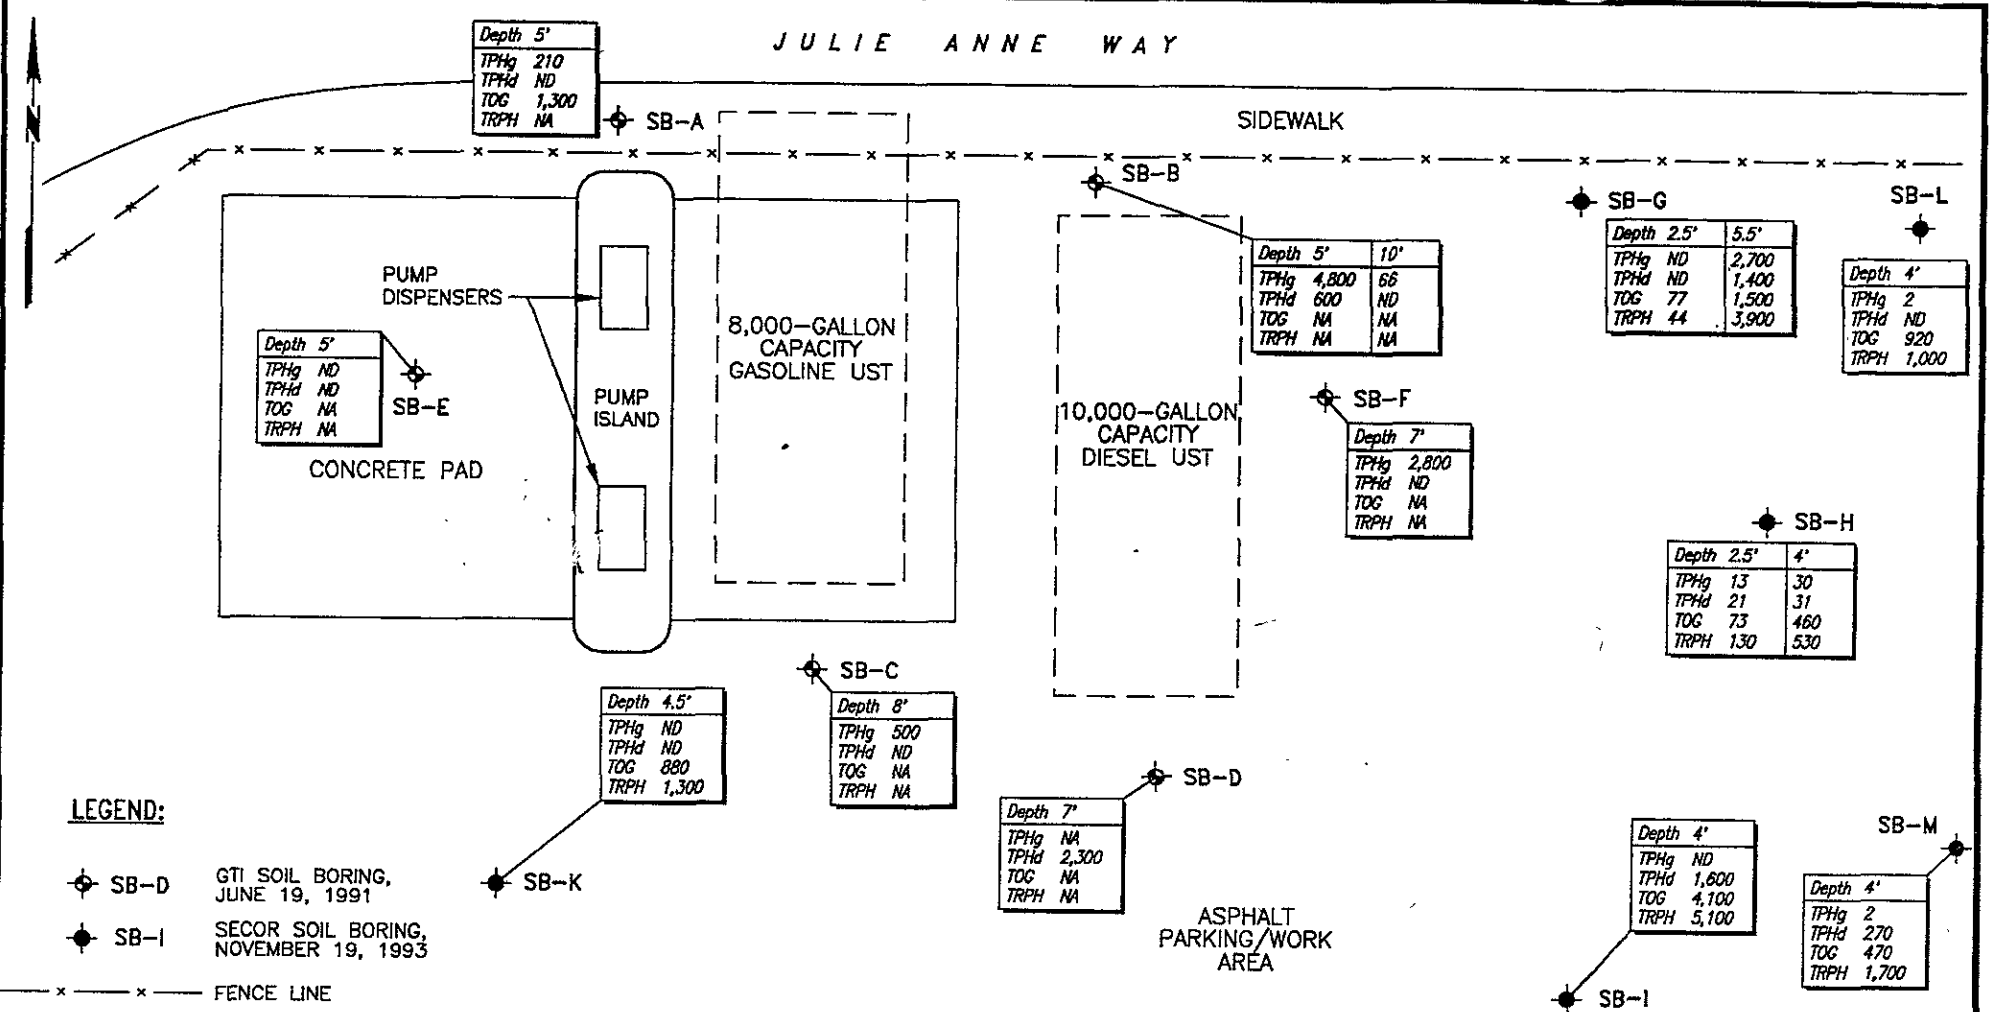 JULIE ANNE WAY
Depth 5'
TPHg 210
TPHd ND
TOG 1,300
TRPH NA
SB-A
SIDEWALK
N
SB-B
Depth 5' 10'
TPHg 4,800 66
TPHd 600 ND
TOG NA NA
TRPH NA NA
SB-G
Depth 2.5' 5.5'
TPHg ND 2,700
TPHd ND 1,400
TOG 77 1,500
TRPH 44 3,900
SB-L
Depth 4'
TPHg 2
TPHd ND
TOG 920
TRPH 1,000
PUMP
DISPENSERS
8,000-GALLON
CAPACITY
GASOLINE UST
Depth 5'
TPHg ND
TPHd ND
TOG NA
TRPH NA
SB-E
PUMP
ISLAND
CONCRETE PAD
10,000-GALLON
CAPACITY
DIESEL UST
SB-F
Depth 7'
TPHg 2,800
TPHd ND
TOG NA
TRPH NA
SB-H
Depth 2.5' 4'
TPHg 13 30
TPHd 21 31
TOG 73 460
TRPH 130 530
Depth 4.5'
TPHg ND
TPHd ND
TOG 880
TRPH 1,300
SB-K
SB-C
Depth 8'
TPHg 500
TPHd ND
TOG NA
TRPH NA
SB-D
Depth 7'
TPHg NA
TPHd 2,300
TOG NA
TRPH NA
ASPHALT
PARKING/WORK
AREA
Depth 4'
TPHg ND
TPHd 1,600
TOG 4,100
TRPH 5,100
SB-I
SB-M
Depth 4'
TPHg 2
TPHd 270
TOG 470
TRPH 1,700
LEGEND:
SB-D GTI SOIL BORING,
JUNE 19, 1991
SB-I SECOR SOIL BORING,
NOVEMBER 19, 1993
FENCE LINE